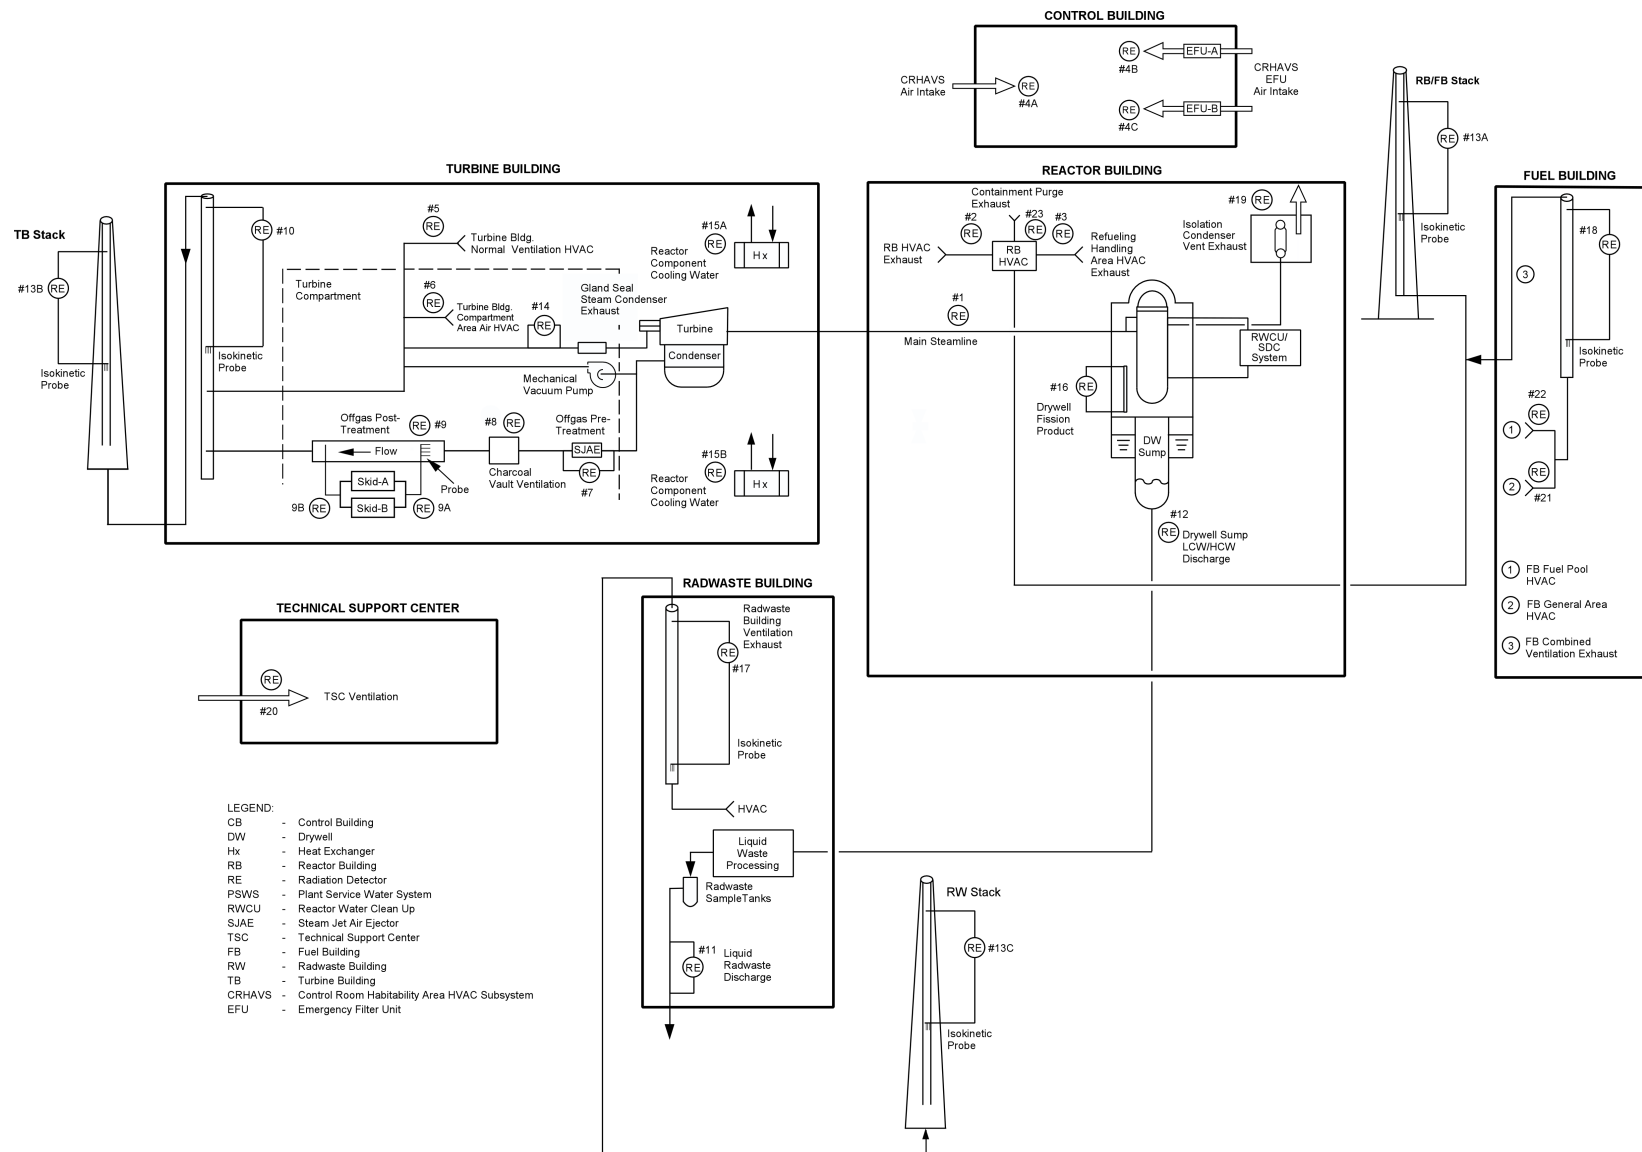 CONTROL BUILDING
CRHAVS
Air Intake
RE
#4A
RE
#4B
EFU-A
RE
#4C
EFU-B
CRHAVS
EFU
Air Intake
RB/FB Stack
RE
#13A
Isokinetic
Probe
TURBINE BUILDING
TB Stack
#13B
RE
Isokinetic
Probe
RE
#10
Isokinetic
Probe
#5
RE
Turbine Bldg.
Normal Ventilation HVAC
Turbine
Compartment
#6
RE
Turbine Bldg.
Compartment
Area Air HVAC
#14
RE
Gland Seal
Steam Condenser
Exhaust
Mechanical
Vacuum Pump
Turbine
Condenser
#15A
RE
Reactor
Component
Cooling Water
Hx
Offgas Post-
Treatment
RE
#9
Flow
Probe
Skid-A
Skid-B
9B
RE
RE
9A
#8
RE
Charcoal
Vault Ventilation
Offgas Pre-
Treatment
SJAE
RE
#7
#15B
RE
Reactor
Component
Cooling Water
Hx
REACTOR BUILDING
Containment Purge
Exhaust
#2
RE
#23
RE
#3
RE
RB HVAC
Exhaust
RB
HVAC
Refueling
Handling
Area HVAC
Exhaust
#19
RE
Isolation
Condenser
Vent Exhaust
#1
RE
Main Steamline
RWCU/
SDC
System
#16
RE
Drywell
Fission
Product
DW
Sump
#12
RE
Drywell Sump
LCW/HCW
Discharge
FUEL BUILDING
#18
RE
3
Isokinetic
Probe
#22
RE
1
RE
2
#21
1
FB Fuel Pool
HVAC
2
FB General Area
HVAC
3
FB Combined
Ventilation Exhaust
TECHNICAL SUPPORT CENTER
RE
#20
TSC Ventilation
RADWASTE BUILDING
Radwaste
Building
Ventilation
Exhaust
RE
#17
Isokinetic
Probe
HVAC
Liquid
Waste
Processing
Radwaste
SampleTanks
#11
RE
Liquid
Radwaste
Discharge
RW Stack
RE
#13C
Isokinetic
Probe
LEGEND:
CB - Control Building
DW - Drywell
Hx - Heat Exchanger
RB - Reactor Building
RE - Radiation Detector
PSWS - Plant Service Water System
RWCU - Reactor Water Clean Up
SJAE - Steam Jet Air Ejector
TSC - Technical Support Center
FB - Fuel Building
RW - Radwaste Building
TB - Turbine Building
CRHAVS - Control Room Habitability Area HVAC Subsystem
EFU - Emergency Filter Unit